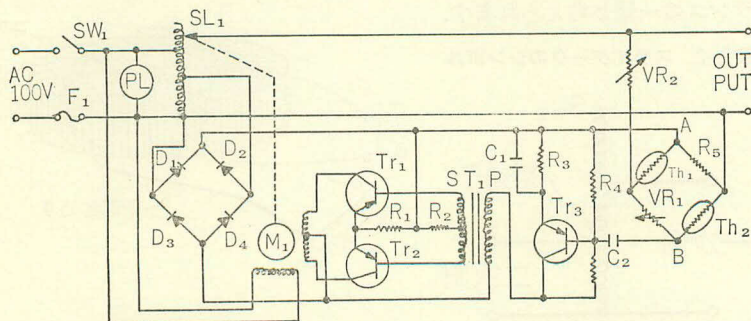 SL₁
SW₁
AC
100V
F₁
PL
VR₂
OUT
PUT
D₁
D₂
D₃
D₄
M₁
Tr₁
Tr₂
R₁
R₂
S T₁ P
C₁
R₃
R₄
Tr₃
C₂
A
Th₁
R₅
VR₁
Th₂
B